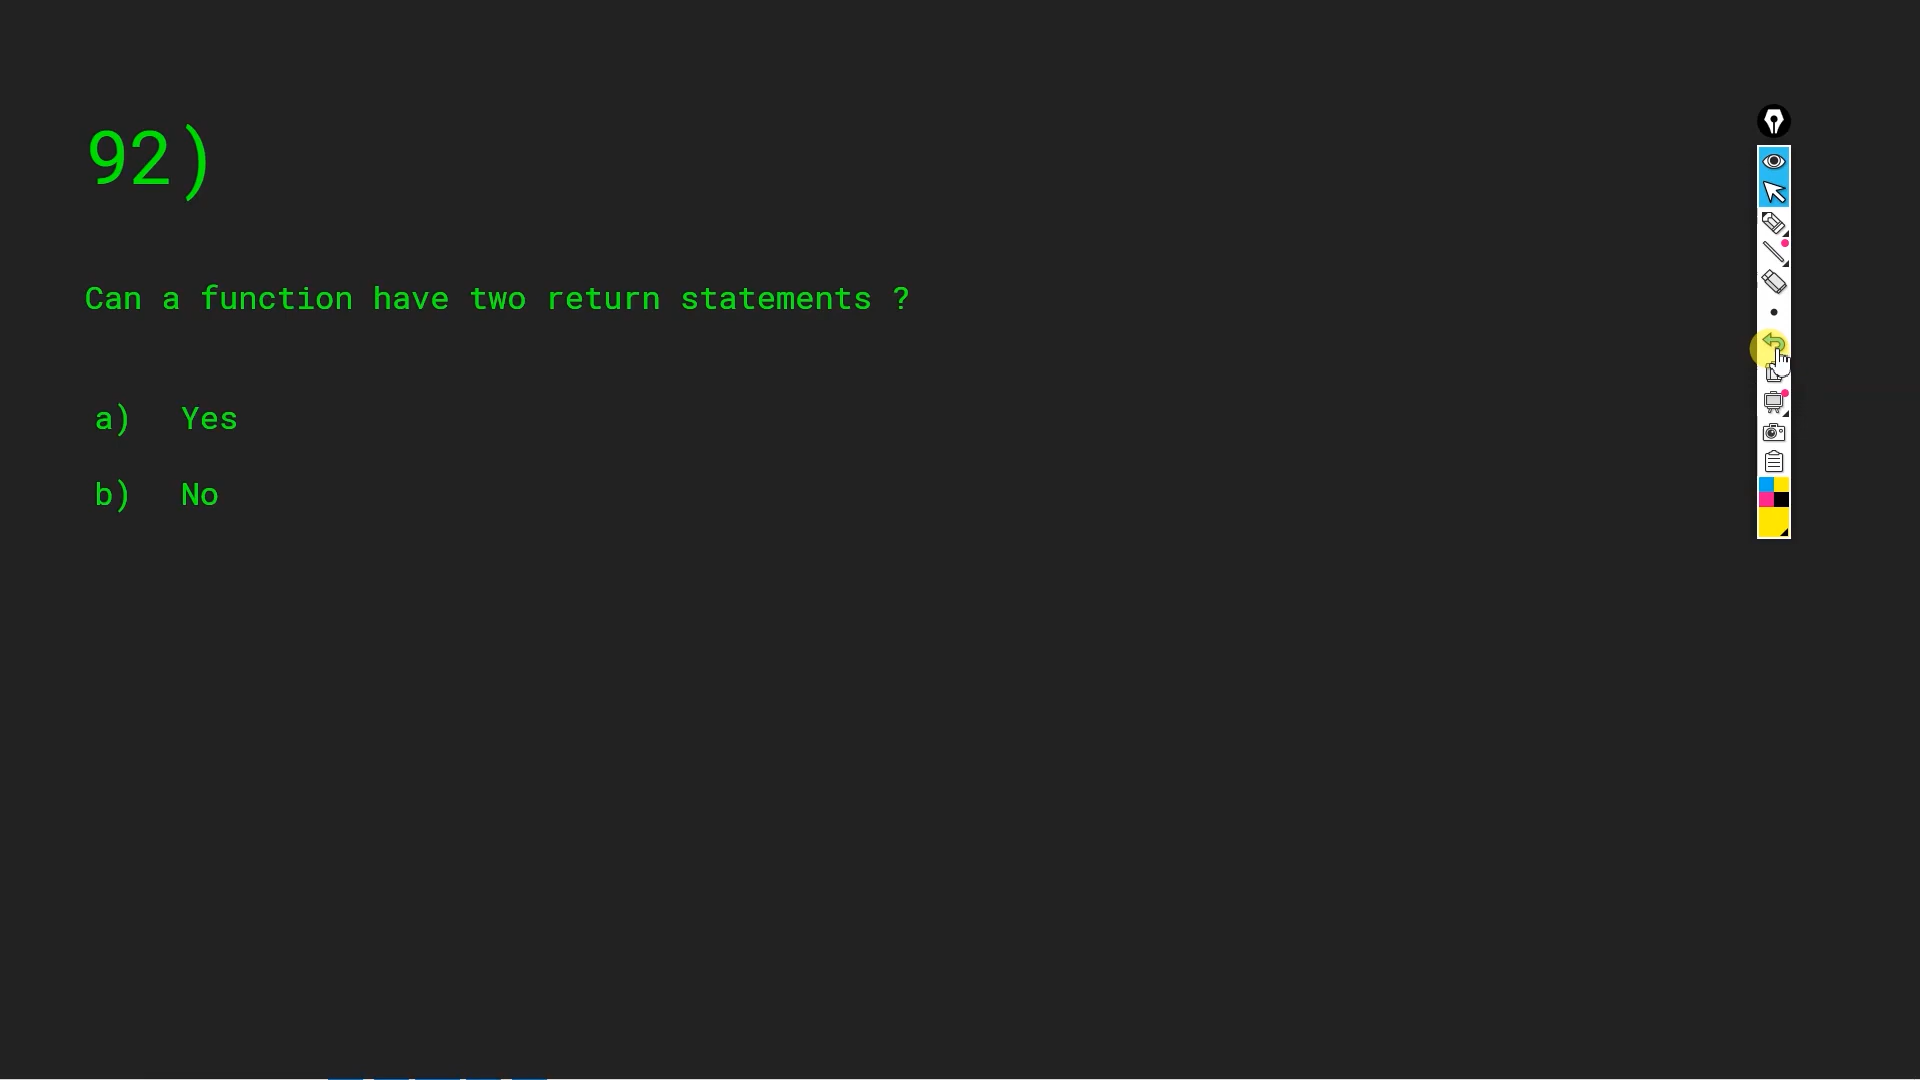 92)
Can a function have two return statements ?
a) Yes
b) No